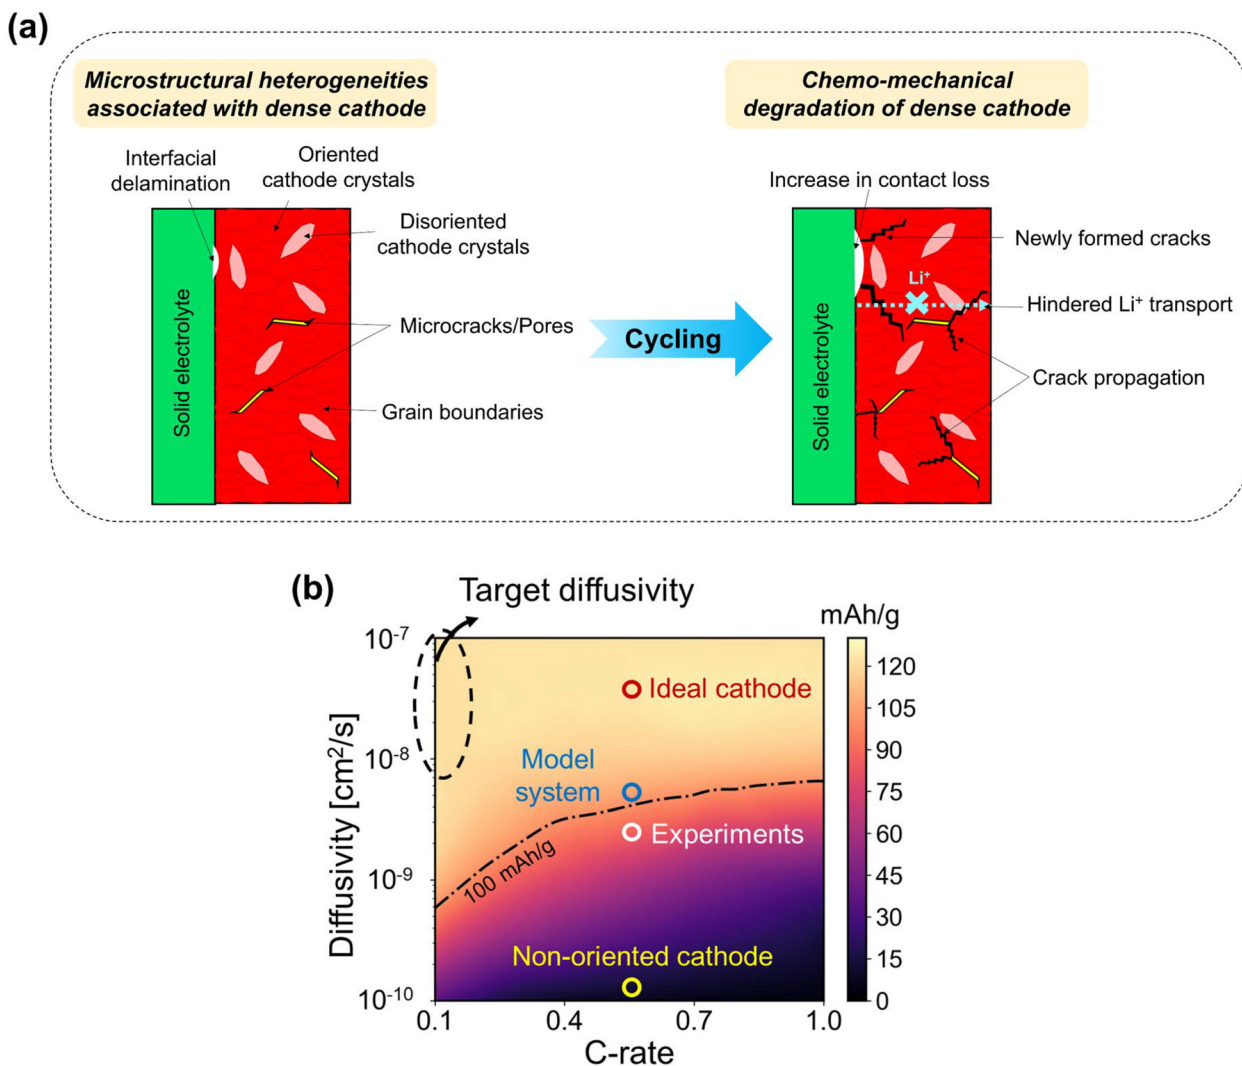 (a)
Microstructural heterogeneities
associated with dense cathode
Interfacial
delamination
Oriented
cathode crystals
Disoriented
cathode crystals
Microcracks/Pores
Grain boundaries
Solid electrolyte
Cycling
Chemo-mechanical
degradation of dense cathode
Increase in contact loss
Newly formed cracks
Li⁺
Hindered Li⁺ transport
Crack propagation
Solid electrolyte
(b)
Target diffusivity
mAh/g
Diffusivity [cm²/s]
10⁻⁷
10⁻⁸
10⁻⁹
10⁻¹⁰
Ideal cathode
Model
system
Experiments
100 mAh/g
Non-oriented cathode
0.1
0.4
0.7
1.0
C-rate
120
105
90
75
60
45
30
15
0